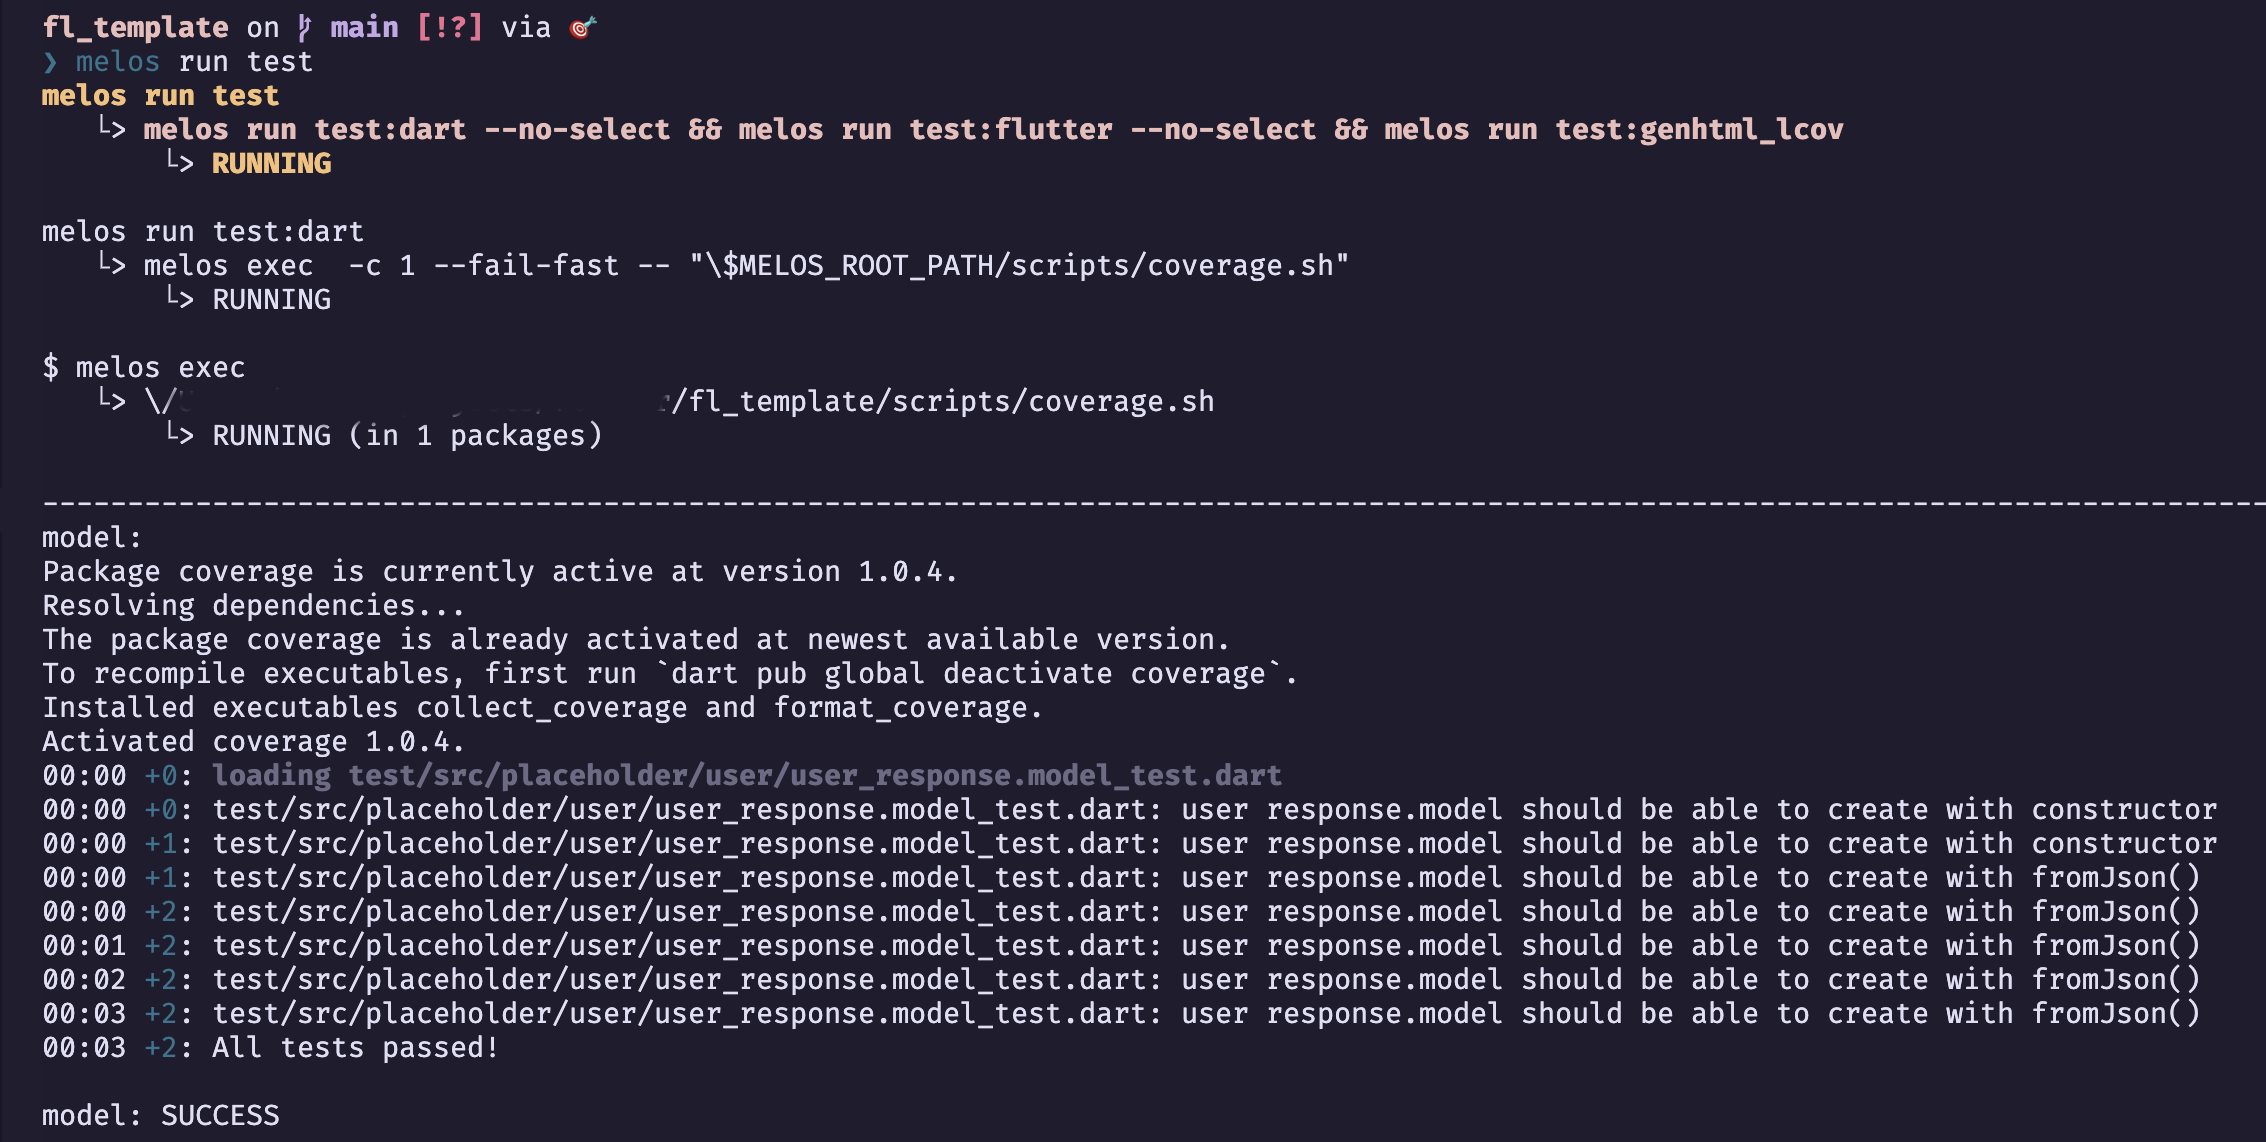 fl_template on main [!?] via
❯ melos run test
melos run test
└> melos run test:dart --no-select && melos run test:flutter --no-select && melos run test:genhtml_lcov
└> RUNNING
melos run test:dart
└> melos exec  -c 1 --fail-fast -- "\$MELOS_ROOT_PATH/scripts/coverage.sh"
└> RUNNING
$ melos exec
└> \/ /fl_template/scripts/coverage.sh
└> RUNNING (in 1 packages)
--------------------------------------------------------------------------------------------------------------------------------
model:
Package coverage is currently active at version 1.0.4.
Resolving dependencies...
The package coverage is already activated at newest available version.
To recompile executables, first run `dart pub global deactivate coverage`.
Installed executables collect_coverage and format_coverage.
Activated coverage 1.0.4.
00:00 +0: loading test/src/placeholder/user/user_response.model_test.dart
00:00 +0: test/src/placeholder/user/user_response.model_test.dart: user response.model should be able to create with constructor
00:00 +1: test/src/placeholder/user/user_response.model_test.dart: user response.model should be able to create with constructor
00:00 +1: test/src/placeholder/user/user_response.model_test.dart: user response.model should be able to create with fromJson()
00:00 +2: test/src/placeholder/user/user_response.model_test.dart: user response.model should be able to create with fromJson()
00:01 +2: test/src/placeholder/user/user_response.model_test.dart: user response.model should be able to create with fromJson()
00:02 +2: test/src/placeholder/user/user_response.model_test.dart: user response.model should be able to create with fromJson()
00:03 +2: test/src/placeholder/user/user_response.model_test.dart: user response.model should be able to create with fromJson()
00:03 +2: All tests passed!
model: SUCCESS